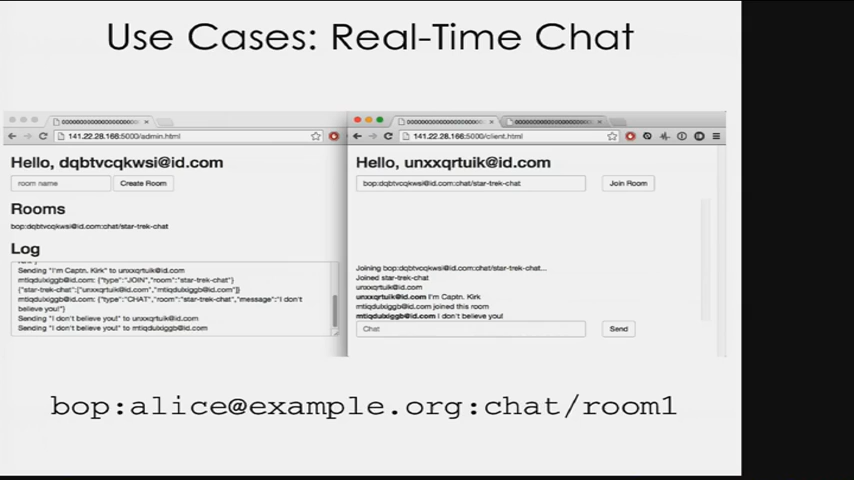 Use Cases: Real-Time Chat
141.22.28.166:5000/admin.html
Hello, dqbtvcqkwsi@id.com
room name
Create Room
Rooms
bop:dqbtvcqkwsi@id.com:chat/star-trek-chat
Log
Sending "I'm Captn. Kirk" to unxxqrtuik@id.com
mtiqdulxiggb@id.com: {"type":"JOIN","room":"star-trek-chat"}
{"star-trek-chat":["unxxqrtuik@id.com","mtiqdulxiggb@id.com"]}
mtiqdulxiggb@id.com: {"type":"CHAT","room":"star-trek-chat","message":"I don't
believe you!"}
Sending "I don't believe you!" to unxxqrtuik@id.com
Sending "I don't believe you!" to mtiqdulxiggb@id.com
141.22.28.166:5000/client.html
Hello, unxxqrtuik@id.com
bop:dqbtvcqkwsi@id.com:chat/star-trek-chat
Join Room
Joining bop:dqbtvcqkwsi@id.com:chat/star-trek-chat...
Joined star-trek-chat
unxxqrtuik@id.com
unxxqrtuik@id.com I'm Captn. Kirk
mtiqdulxiggb@id.com joined this room
mtiqdulxiggb@id.com I don't believe you!
Chat
Send
bop:alice@example.org:chat/room1